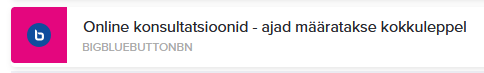 Online konsultatsioonid - ajad määratakse kokkuleppel
BIGBLUEBUTTONBN